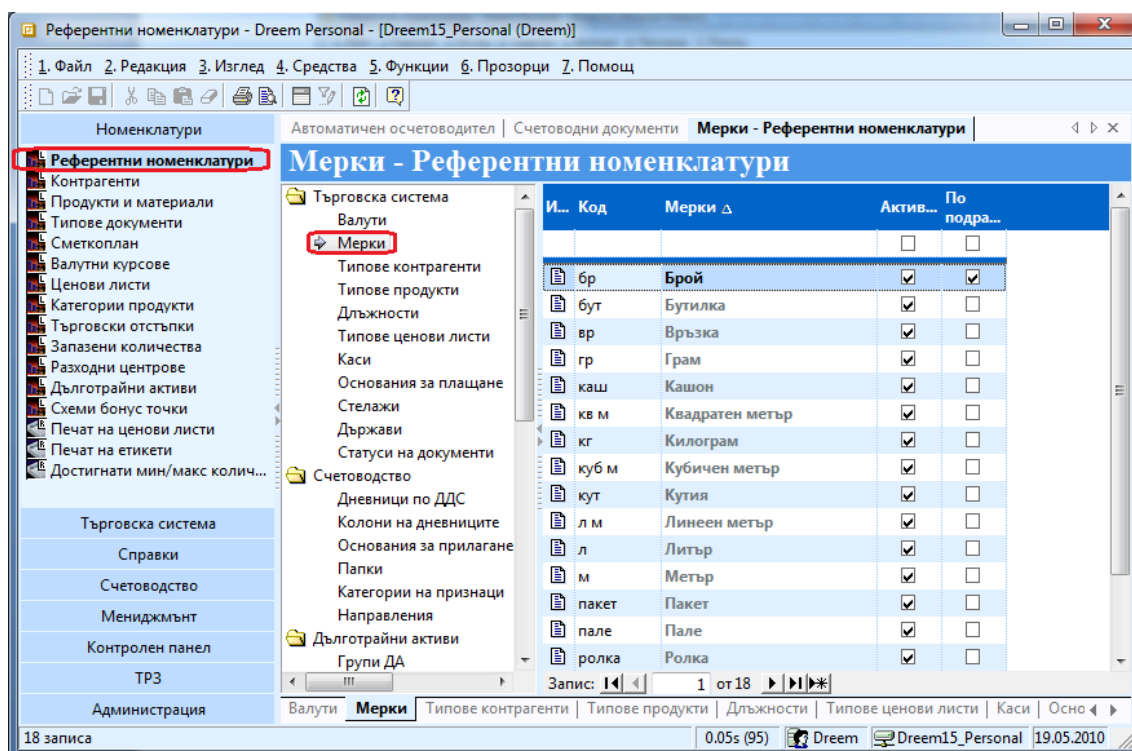 Референтни номенклатури - Dreem Personal - [Dreem15_Personal (Dreem)]
1. Файл 2. Редакция 3. Изглед 4. Средства 5. Функции 6. Прозорци 7. Помощ
Номенклатури
Референтни номенклатури
Контрагенти
Продукти и материали
Типове документи
Сметкоплан
Валутни курсове
Ценови листи
Категории продукти
Търговски отстъпки
Запазени количества
Разходни центрове
Дълготрайни активи
Схеми бонус точки
Печат на ценови листи
Печат на етикети
Достигнати мин/макс колич...
Търговска система
Справки
Счетоводство
Мениджмънт
Контролен панел
ТРЗ
Администрация
Автоматичен осчетоводител | Счетоводни документи Мерки - Референтни номенклатури
Мерки - Референтни номенклатури
Търговска система
Валути
Мерки
Типове контрагенти
Типове продукти
Длъжности
Типове ценови листи
Каси
Основания за плащане
Стелажи
Държави
Статуси на документи
Счетоводство
Дневници по ДДС
Колони на дневниците
Основания за прилагане
Папки
Категории на признаци
Направления
Дълготрайни активи
Групи ДА
И... Код Мерки Актив... По подра...
бр Брой
бут Бутилка
вр Връзка
гр Грам
каш Кашон
кв м Квадратен метър
кг Килограм
куб м Кубичен метър
кут Кутия
л м Линеен метър
л Литър
м Метър
пакет Пакет
пале Пале
ролка Ролка
Запис: 1 от 18
Валути Мерки Типове контрагенти | Типове продукти | Длъжности | Типове ценови листи | Каси | Осно
18 записа 0.05s (95) Dreem Dreem15_Personal 19.05.2010